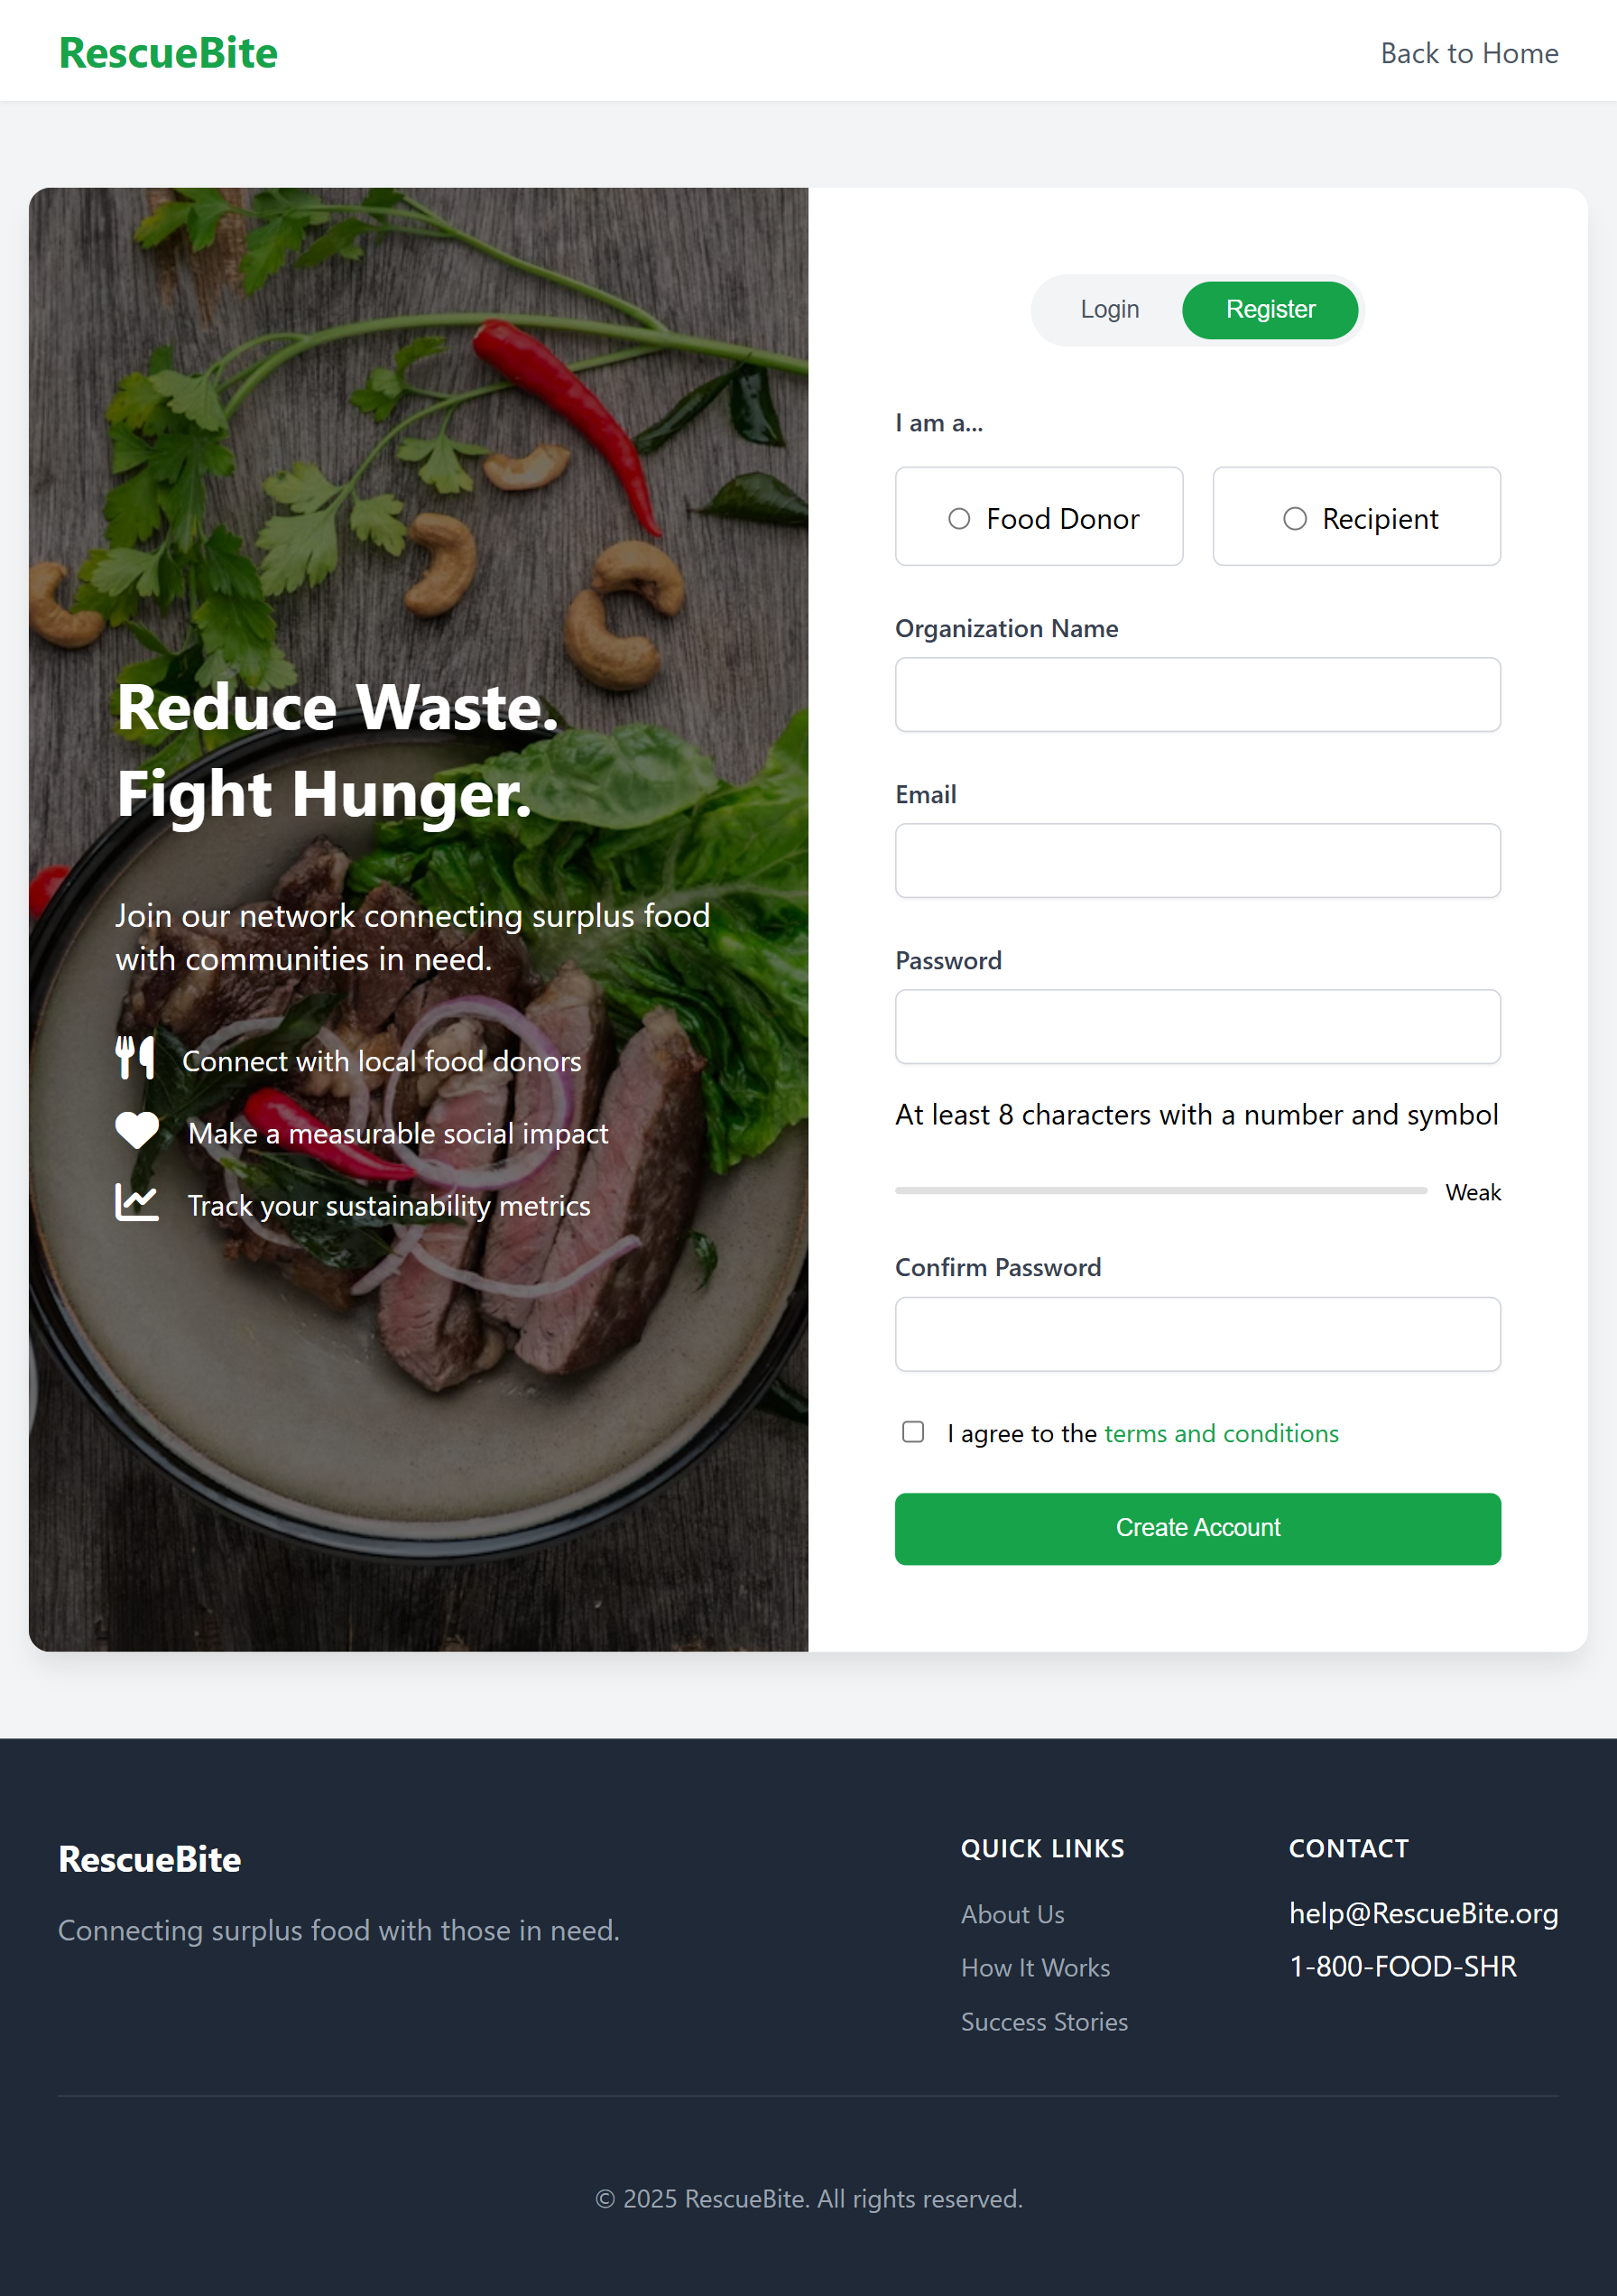 RescueBite
Back to Home
Reduce Waste.
Fight Hunger.
Join our network connecting surplus food
with communities in need.
Connect with local food donors
Make a measurable social impact
Track your sustainability metrics
Login
Register
I am a...
Food Donor
Recipient
Organization Name
Email
Password
At least 8 characters with a number and symbol
Weak
Confirm Password
I agree to the terms and conditions
Create Account
RescueBite
Connecting surplus food with those in need.
QUICK LINKS
About Us
How It Works
Success Stories
CONTACT
help@RescueBite.org
1-800-FOOD-SHR
© 2025 RescueBite. All rights reserved.